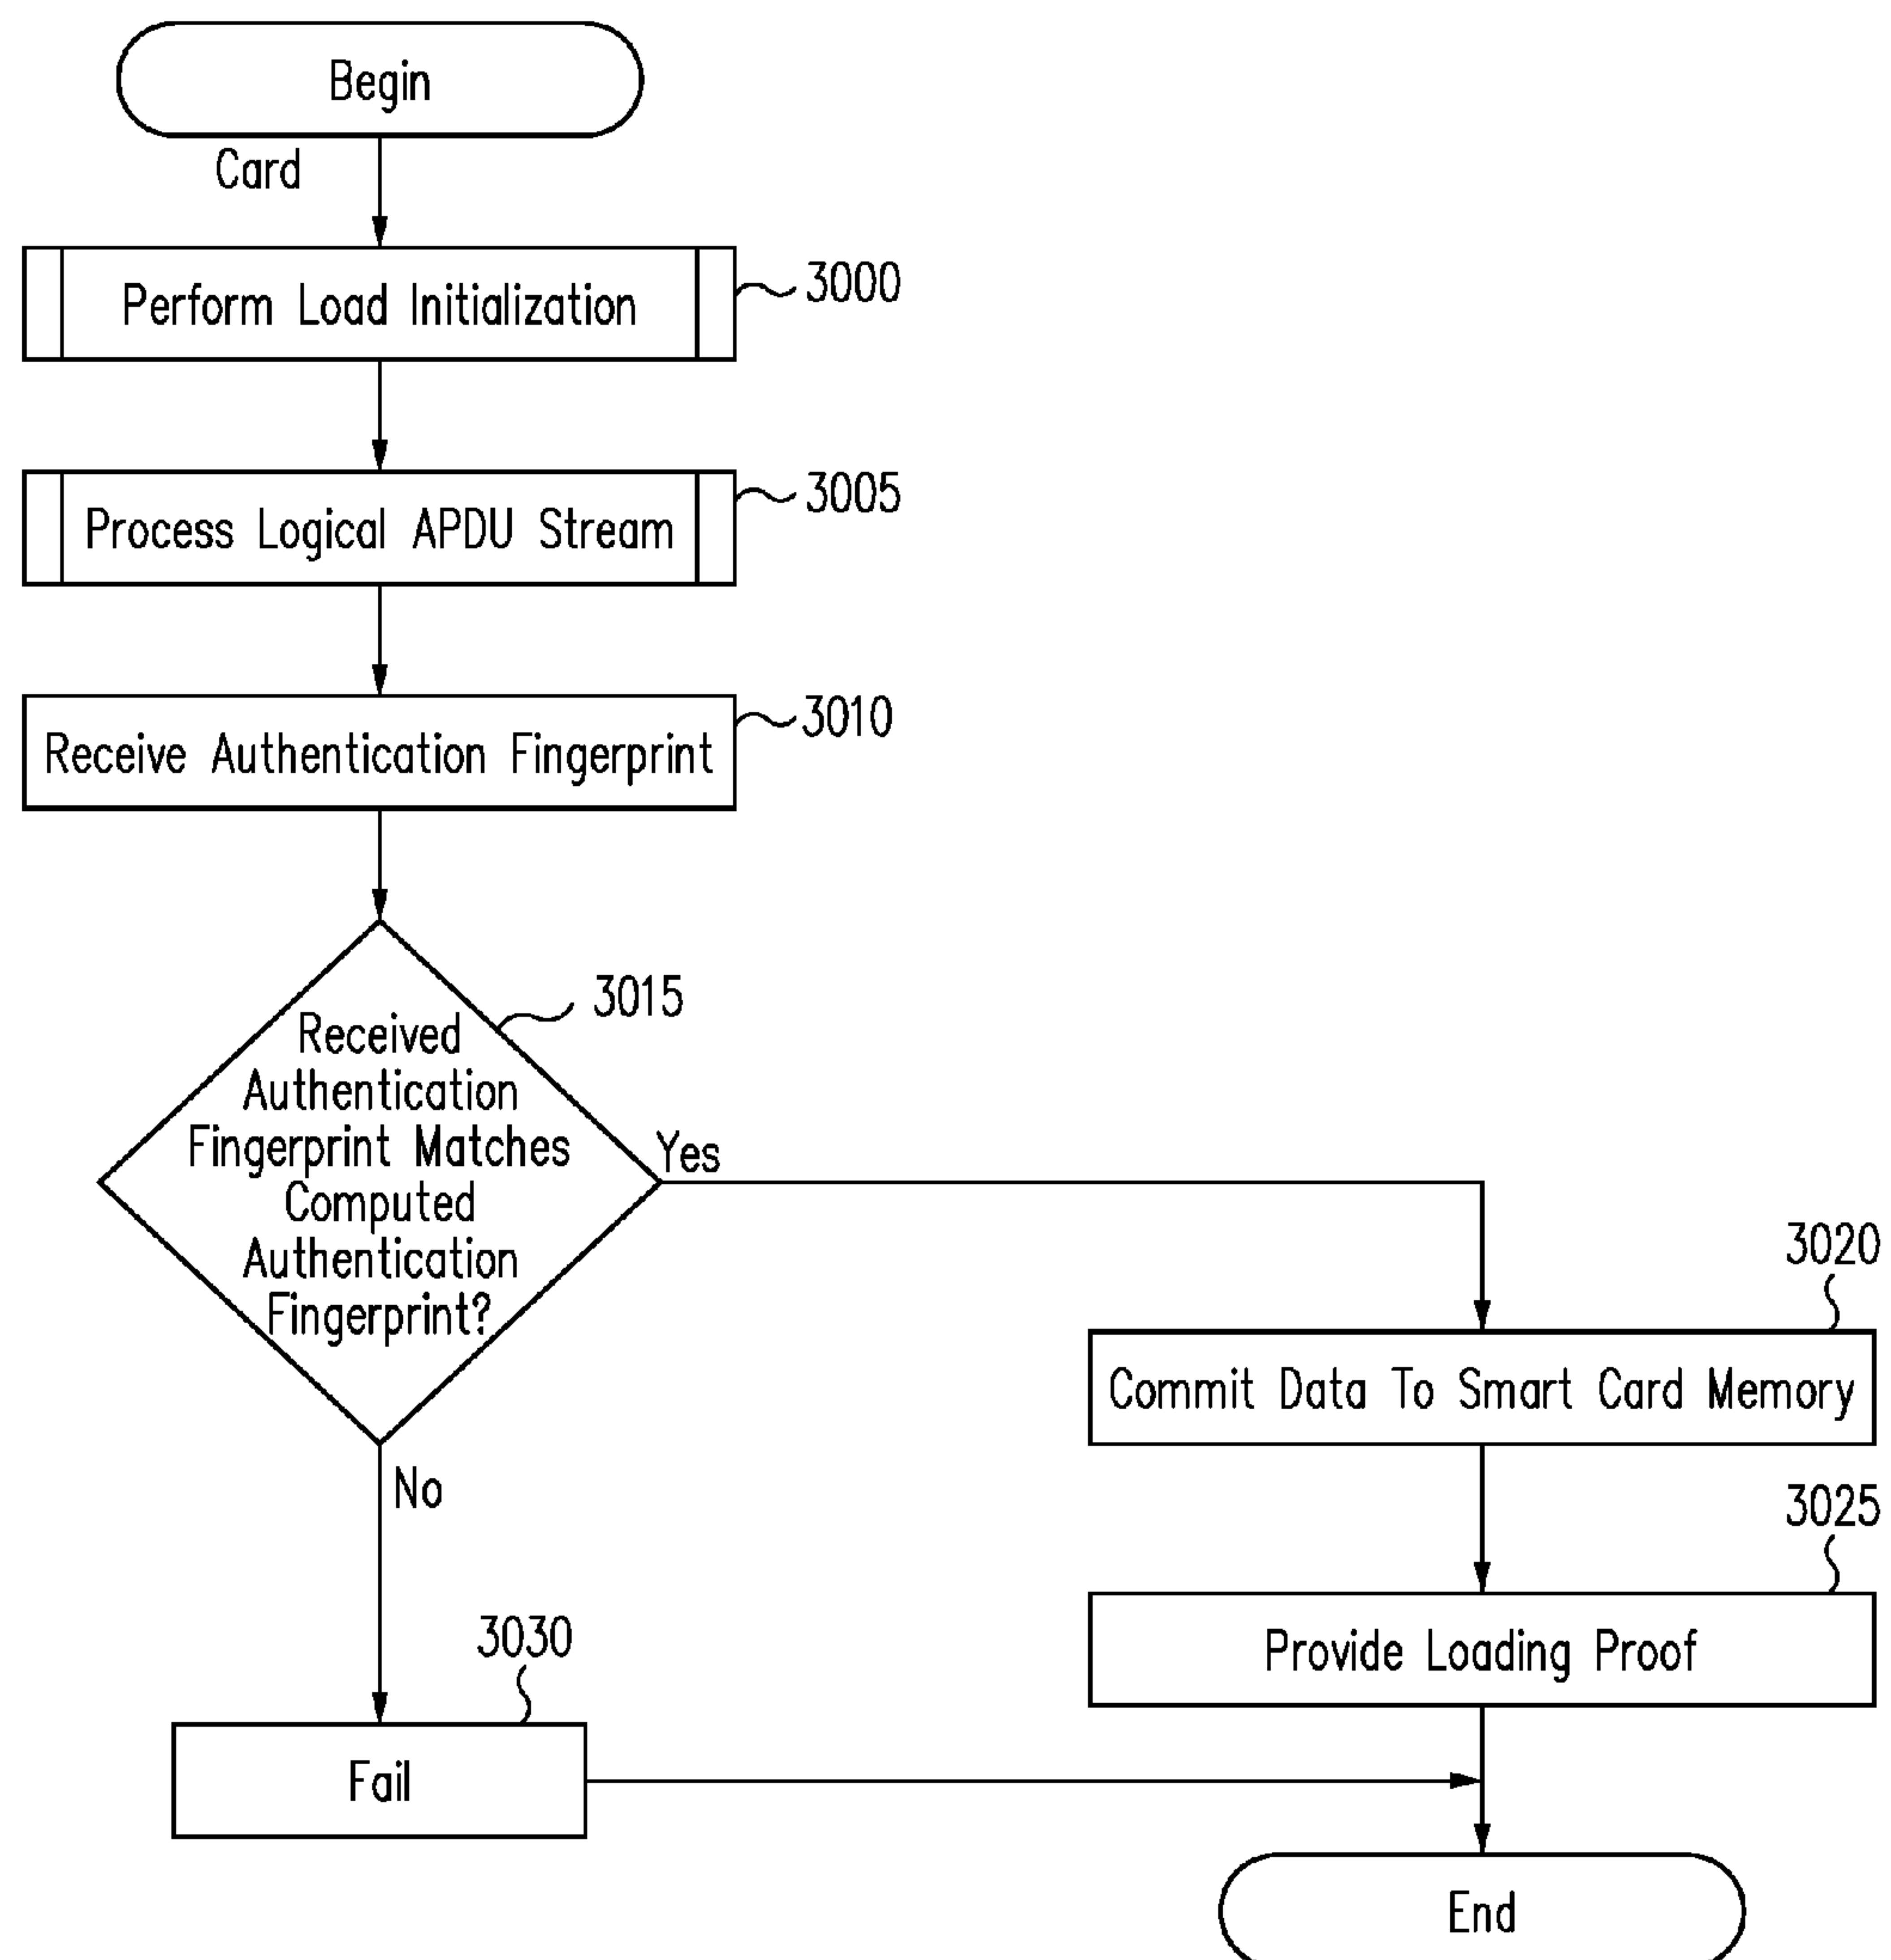 Begin
Card
Perform Load Initialization
3000
Process Logical APDU Stream
3005
Receive Authentication Fingerprint
3010
3015
Received
Authentication
Fingerprint Matches
Computed
Authentication
Fingerprint?
Yes
No
3020
Commit Data To Smart Card Memory
3025
Provide Loading Proof
3030
Fail
End